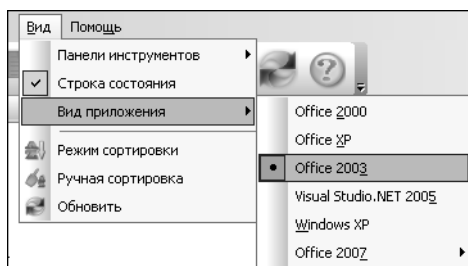 Вид Помощь
Панели инструментов
Строка состояния
Вид приложения
Режим сортировки
Ручная сортировка
Обновить
Office 2000
Office XP
Office 2003
Visual Studio.NET 2005
Windows XP
Office 2007